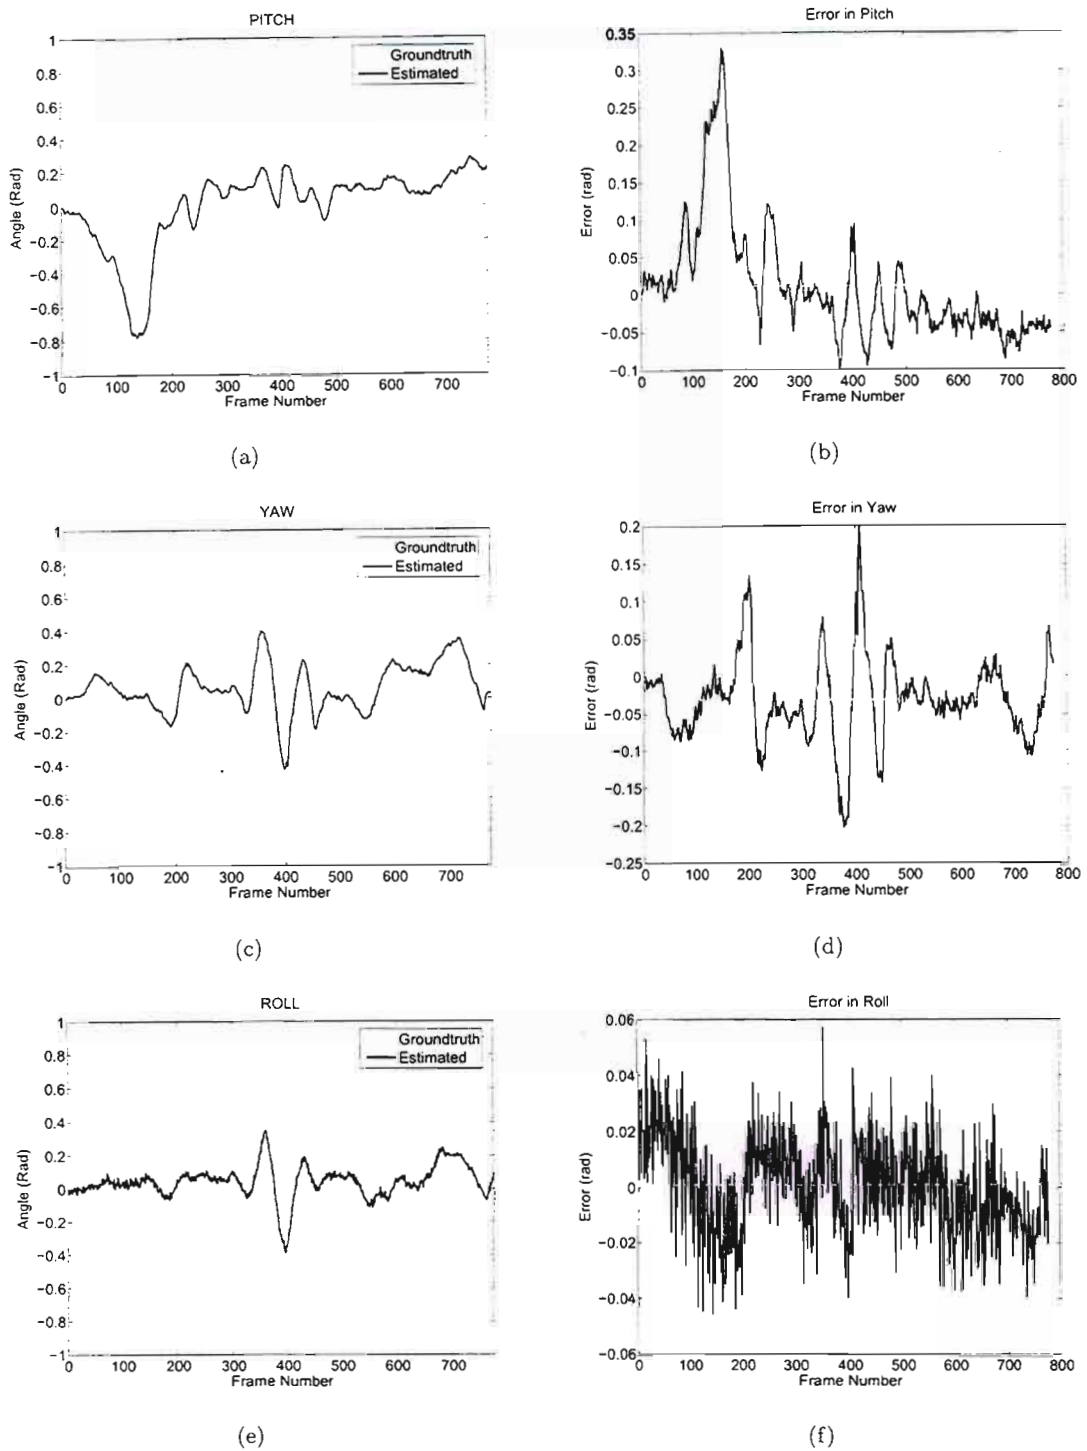 PITCH
1
0.8
0.6
0.4
0.2
0
−0.2
−0.4
−0.6
−0.8
−1
0 100 200 300 400 500 600 700
Angle (Rad)
Frame Number
Groundtruth
Estimated
(a)
Error in Pitch
0.35
0.3
0.25
0.2
0.15
0.1
0.05
0
−0.05
−0.1
0 100 200 300 400 500 600 700 800
Error (rad)
Frame Number
(b)
YAW
1
0.8
0.6
0.4
0.2
0
−0.2
−0.4
−0.6
−0.8
−1
0 100 200 300 400 500 600 700
Angle (Rad)
Frame Number
Groundtruth
Estimated
(c)
Error in Yaw
0.2
0.15
0.1
0.05
0
−0.05
−0.1
−0.15
−0.2
−0.25
0 100 200 300 400 500 600 700 800
Error (rad)
Frame Number
(d)
ROLL
1
0.8
0.6
0.4
0.2
0
−0.2
−0.4
−0.6
−0.8
−1
0 100 200 300 400 500 600 700
Angle (Rad)
Frame Number
Groundtruth
Estimated
(e)
Error in Roll
0.06
0.04
0.02
0
−0.02
−0.04
−0.06
0 100 200 300 400 500 600 700 800
Error (rad)
Frame Number
(f)